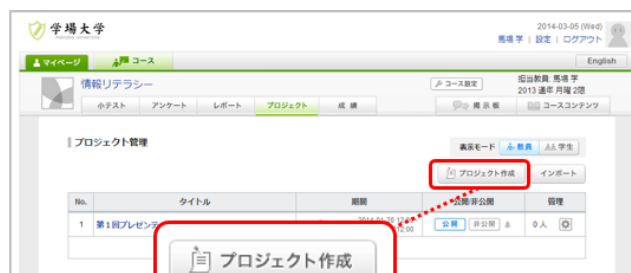 学場大学
2014-03-05 (Wed)
馬場 学 | 設定 | ログアウト
マイページ
コース
English
情報リテラシー
コース設定
担当教員: 馬場 学
2013 通年 月曜 2限
小テスト
アンケート
レポート
プロジェクト
成 績
掲 示 板
コースコンテンツ
プロジェクト管理
表示モード
教員
学生
プロジェクト作成
インポート
No.
タイトル
期間
公開/非公開
管理
1
第1回プレゼンテ
公 開
非公開
0人
プロジェクト作成